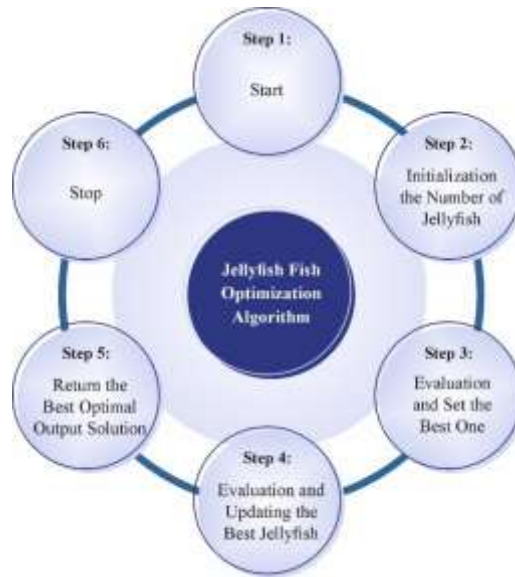 Step 1:
Start
Step 2:
Initialization
the Number of
Jellyfish
Step 3:
Evaluation
and Set the
Best One
Step 4:
Evaluation and
Updating the
Best Jellyfish
Step 5:
Return the
Best Optimal
Output Solution
Step 6:
Stop
Jellyfish Fish
Optimization
Algorithm